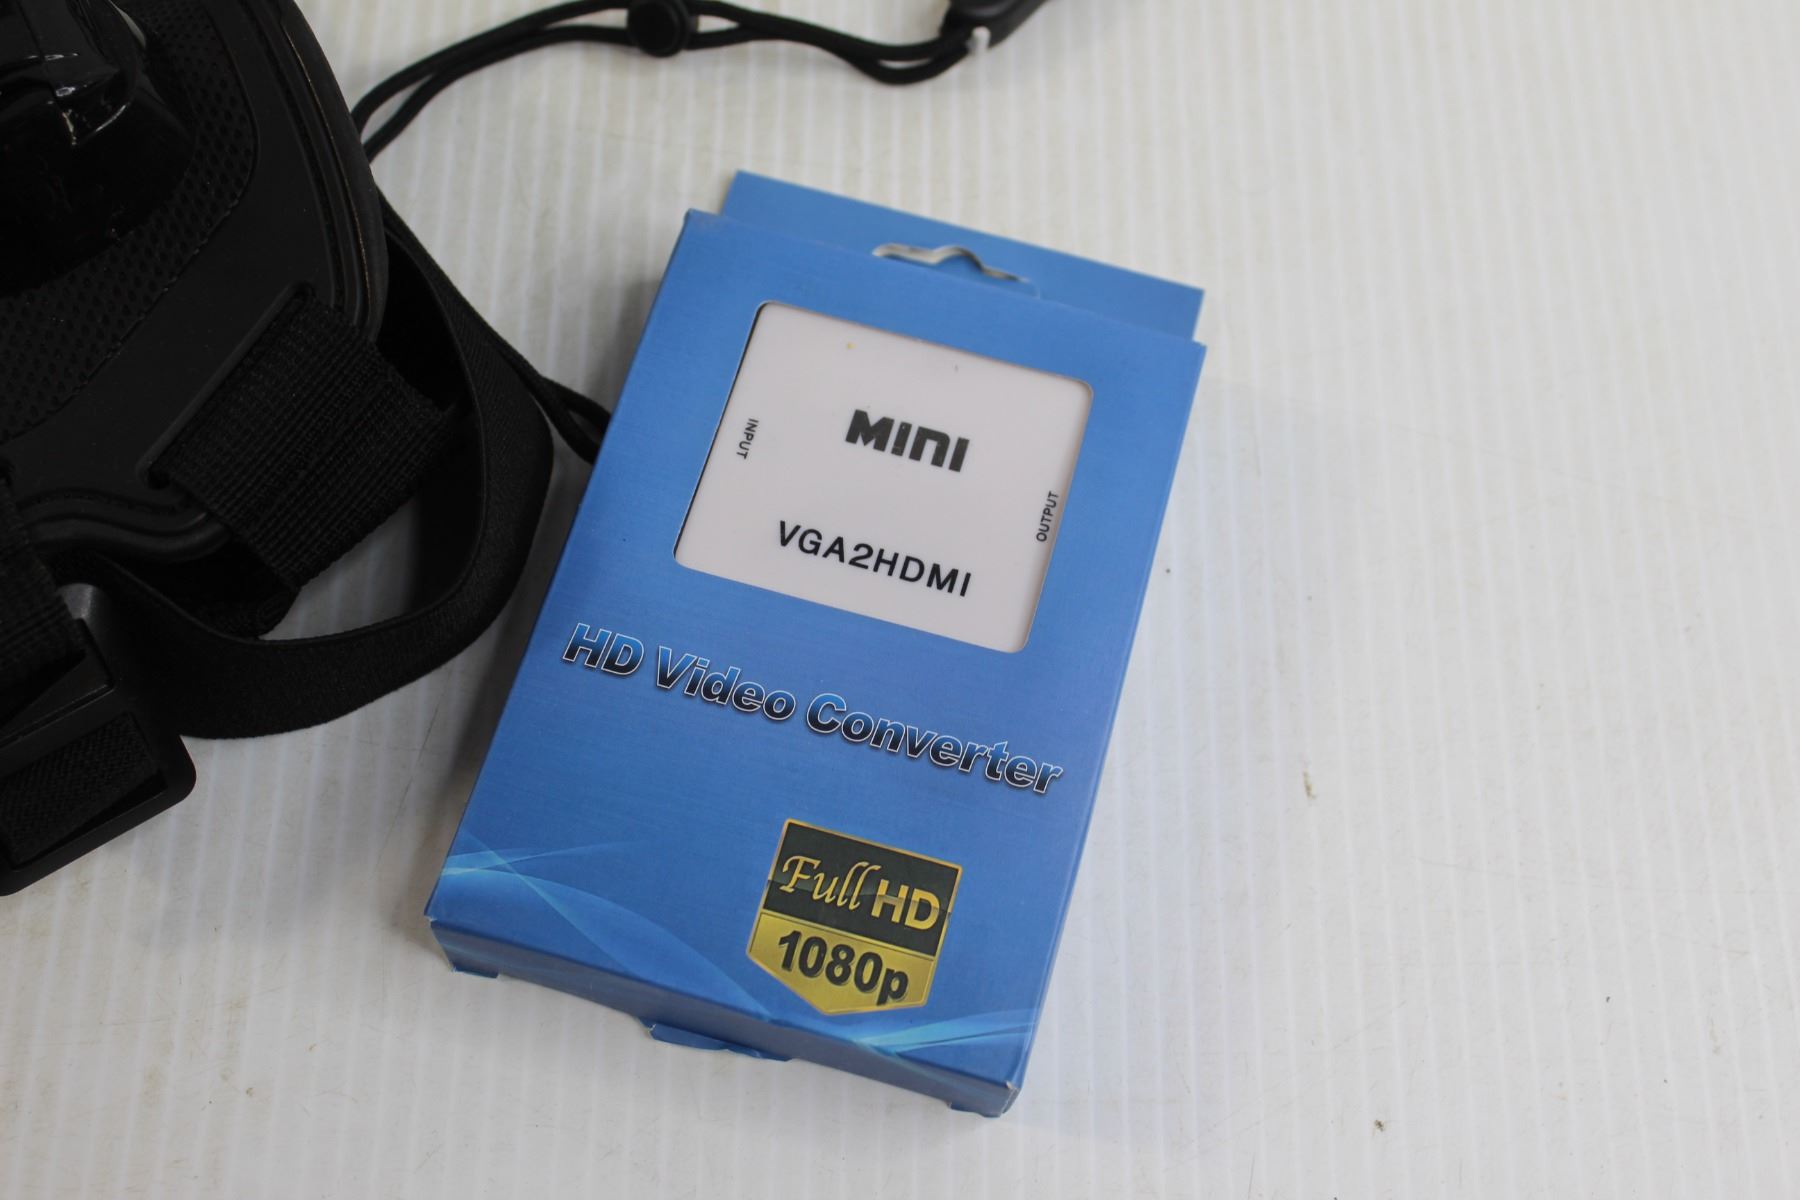 MINI
INPUT
OUTPUT
VGA2HDMI
HD Video Converter
Full HD
1080p